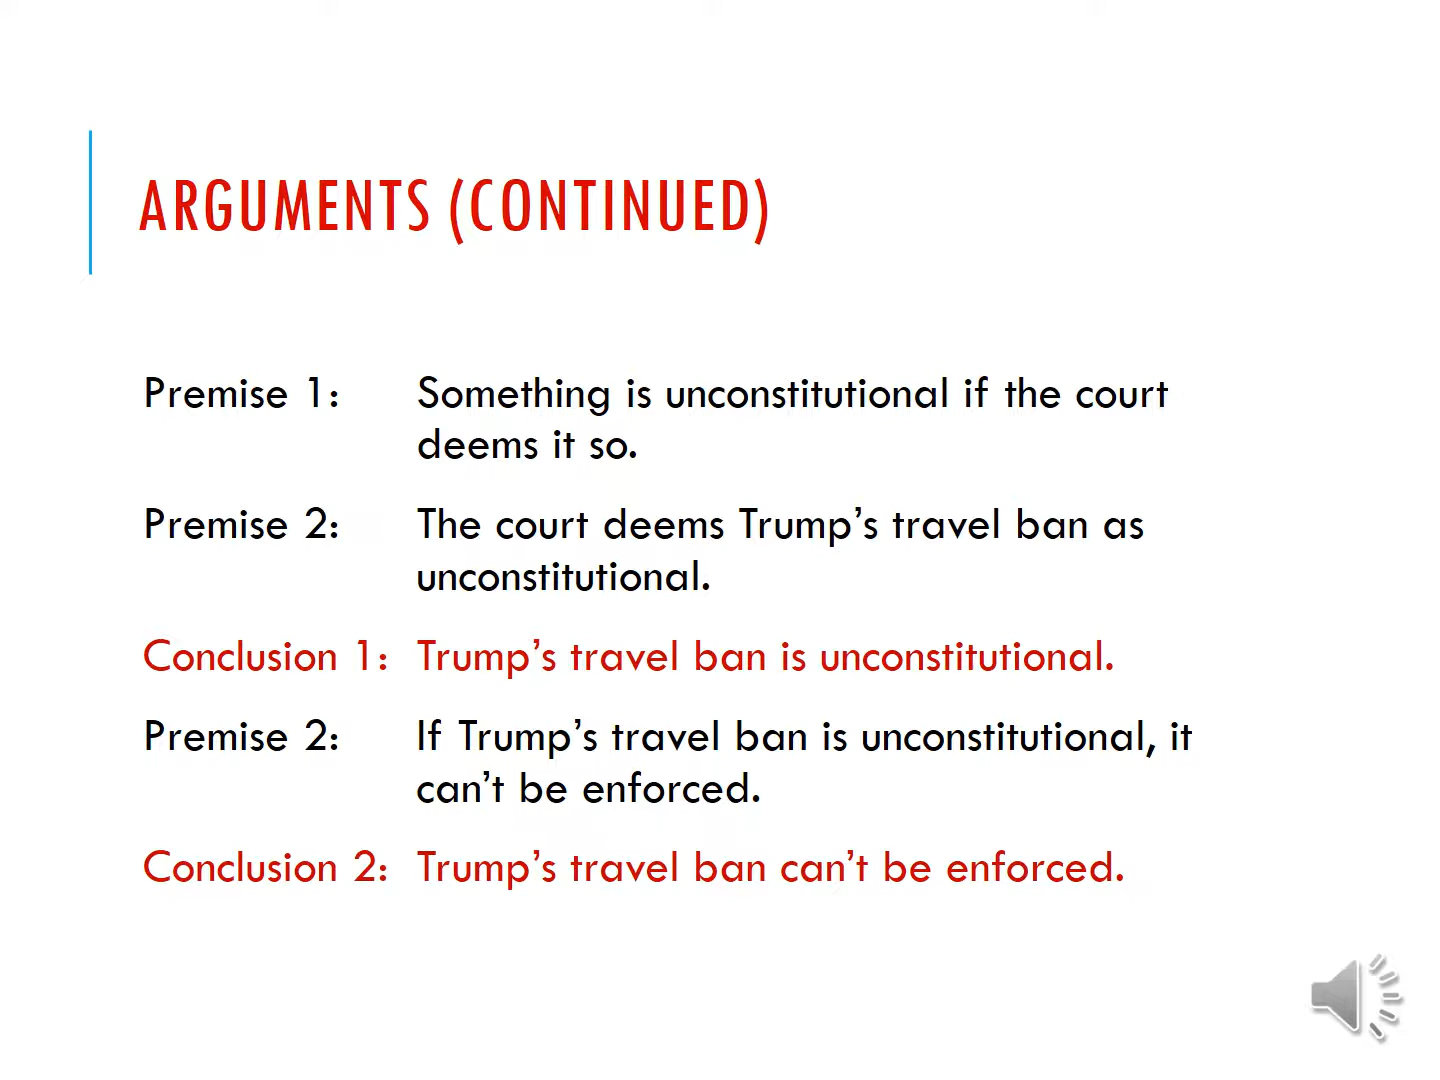 ARGUMENTS (CONTINUED)
Premise 1: Something is unconstitutional if the court
deems it so.
Premise 2: The court deems Trump’s travel ban as
unconstitutional.
Conclusion 1: Trump’s travel ban is unconstitutional.
Premise 2: If Trump’s travel ban is unconstitutional, it
can’t be enforced.
Conclusion 2: Trump’s travel ban can’t be enforced.